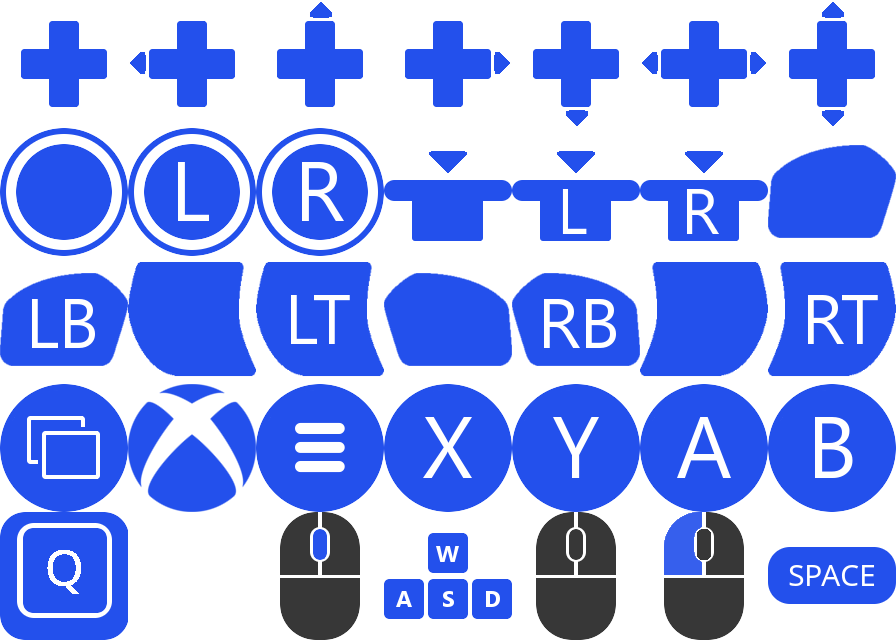 L R L R
LB LT RB RT
X Y A B
Q W SPACE
A S D